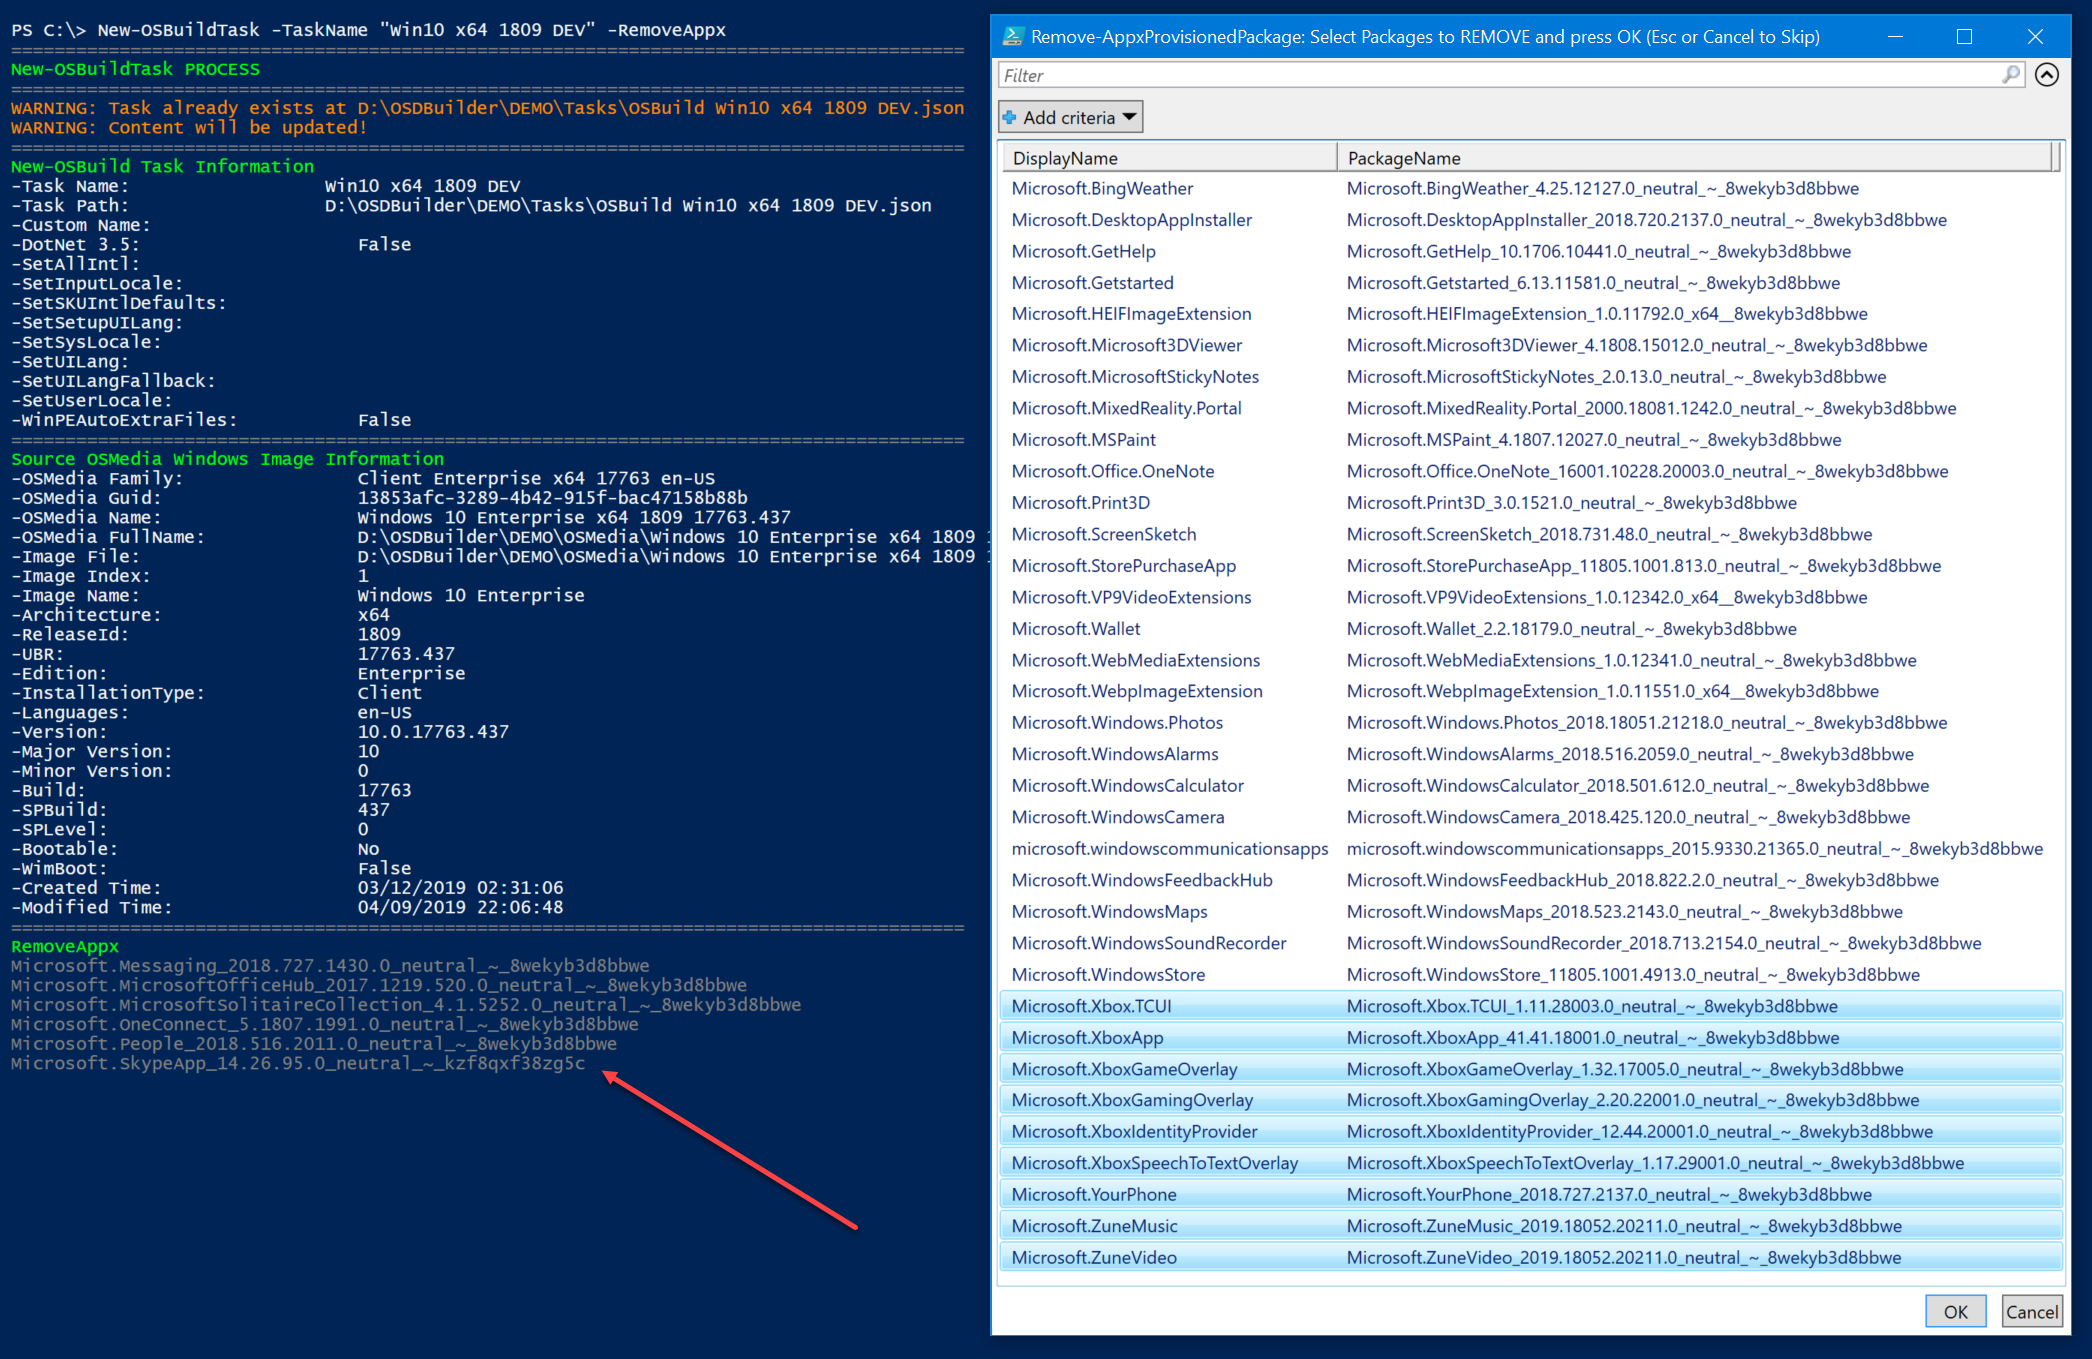 PS C:\> New-OSBuildTask -TaskName "Win10 x64 1809 DEV" -RemoveAppx
========================================================================================
New-OSBuildTask PROCESS
========================================================================================
WARNING: Task already exists at D:\OSDBuilder\DEMO\Tasks\OSBuild Win10 x64 1809 DEV.json
WARNING: Content will be updated!
========================================================================================
New-OSBuild Task Information
-Task Name: Win10 x64 1809 DEV
-Task Path: D:\OSDBuilder\DEMO\Tasks\OSBuild Win10 x64 1809 DEV.json
-Custom Name:
-DotNet 3.5: False
-SetAllIntl:
-SetInputLocale:
-SetSKUIntlDefaults:
-SetSetupUILang:
-SetSysLocale:
-SetUILang:
-SetUILangFallback:
-SetUserLocale:
-WinPEAutoExtraFiles: False
========================================================================================
Source OSMedia Windows Image Information
-OSMedia Family: Client Enterprise x64 17763 en-US
-OSMedia Guid: 13853afc-3289-4b42-915f-bac47158b88b
-OSMedia Name: Windows 10 Enterprise x64 1809 17763.437
-OSMedia FullName: D:\OSDBuilder\DEMO\OSMedia\Windows 10 Enterprise x64 1809
-Image File: D:\OSDBuilder\DEMO\OSMedia\Windows 10 Enterprise x64 1809
-Image Index: 1
-Image Name: Windows 10 Enterprise
-Architecture: x64
-ReleaseId: 1809
-UBR: 17763.437
-Edition: Enterprise
-InstallationType: Client
-Languages: en-US
-Version: 10.0.17763.437
-Major Version: 10
-Minor Version: 0
-Build: 17763
-SPBuild: 437
-SPLevel: 0
-Bootable: No
-WimBoot: False
-Created Time: 03/12/2019 02:31:06
-Modified Time: 04/09/2019 22:06:48
========================================================================================
RemoveAppx
Microsoft.Messaging_2018.727.1430.0_neutral_~_8wekyb3d8bbwe
Microsoft.MicrosoftOfficeHub_2017.1219.520.0_neutral_~_8wekyb3d8bbwe
Microsoft.MicrosoftSolitaireCollection_4.1.5252.0_neutral_~_8wekyb3d8bbwe
Microsoft.OneConnect_5.1807.1991.0_neutral_~_8wekyb3d8bbwe
Microsoft.People_2018.516.2011.0_neutral_~_8wekyb3d8bbwe
Microsoft.SkypeApp_14.26.95.0_neutral_~_kzf8qxf38zg5c
Remove-AppxProvisionedPackage: Select Packages to REMOVE and press OK (Esc or Cancel to Skip)
Filter
Add criteria
DisplayName PackageName
Microsoft.BingWeather Microsoft.BingWeather_4.25.12127.0_neutral_~_8wekyb3d8bbwe
Microsoft.DesktopAppInstaller Microsoft.DesktopAppInstaller_2018.720.2137.0_neutral_~_8wekyb3d8bbwe
Microsoft.GetHelp Microsoft.GetHelp_10.1706.10441.0_neutral_~_8wekyb3d8bbwe
Microsoft.Getstarted Microsoft.Getstarted_6.13.11581.0_neutral_~_8wekyb3d8bbwe
Microsoft.HEIFImageExtension Microsoft.HEIFImageExtension_1.0.11792.0_x64__8wekyb3d8bbwe
Microsoft.Microsoft3DViewer Microsoft.Microsoft3DViewer_4.1808.15012.0_neutral_~_8wekyb3d8bbwe
Microsoft.MicrosoftStickyNotes Microsoft.MicrosoftStickyNotes_2.0.13.0_neutral_~_8wekyb3d8bbwe
Microsoft.MixedReality.Portal Microsoft.MixedReality.Portal_2000.18081.1242.0_neutral_~_8wekyb3d8bbwe
Microsoft.MSPaint Microsoft.MSPaint_4.1807.12027.0_neutral_~_8wekyb3d8bbwe
Microsoft.Office.OneNote Microsoft.Office.OneNote_16001.10228.20003.0_neutral_~_8wekyb3d8bbwe
Microsoft.Print3D Microsoft.Print3D_3.0.1521.0_neutral_~_8wekyb3d8bbwe
Microsoft.ScreenSketch Microsoft.ScreenSketch_2018.731.48.0_neutral_~_8wekyb3d8bbwe
Microsoft.StorePurchaseApp Microsoft.StorePurchaseApp_11805.1001.813.0_neutral_~_8wekyb3d8bbwe
Microsoft.VP9VideoExtensions Microsoft.VP9VideoExtensions_1.0.12342.0_x64__8wekyb3d8bbwe
Microsoft.Wallet Microsoft.Wallet_2.2.18179.0_neutral_~_8wekyb3d8bbwe
Microsoft.WebMediaExtensions Microsoft.WebMediaExtensions_1.0.12341.0_neutral_~_8wekyb3d8bbwe
Microsoft.WebpImageExtension Microsoft.WebpImageExtension_1.0.11551.0_x64__8wekyb3d8bbwe
Microsoft.Windows.Photos Microsoft.Windows.Photos_2018.18051.21218.0_neutral_~_8wekyb3d8bbwe
Microsoft.WindowsAlarms Microsoft.WindowsAlarms_2018.516.2059.0_neutral_~_8wekyb3d8bbwe
Microsoft.WindowsCalculator Microsoft.WindowsCalculator_2018.501.612.0_neutral_~_8wekyb3d8bbwe
Microsoft.WindowsCamera Microsoft.WindowsCamera_2018.425.120.0_neutral_~_8wekyb3d8bbwe
microsoft.windowscommunicationsapps microsoft.windowscommunicationsapps_2015.9330.21365.0_neutral_~_8wekyb3d8bbwe
Microsoft.WindowsFeedbackHub Microsoft.WindowsFeedbackHub_2018.822.2.0_neutral_~_8wekyb3d8bbwe
Microsoft.WindowsMaps Microsoft.WindowsMaps_2018.523.2143.0_neutral_~_8wekyb3d8bbwe
Microsoft.WindowsSoundRecorder Microsoft.WindowsSoundRecorder_2018.713.2154.0_neutral_~_8wekyb3d8bbwe
Microsoft.WindowsStore Microsoft.WindowsStore_11805.1001.4913.0_neutral_~_8wekyb3d8bbwe
Microsoft.Xbox.TCUI Microsoft.Xbox.TCUI_1.11.28003.0_neutral_~_8wekyb3d8bbwe
Microsoft.XboxApp Microsoft.XboxApp_41.41.18001.0_neutral_~_8wekyb3d8bbwe
Microsoft.XboxGameOverlay Microsoft.XboxGameOverlay_1.32.17005.0_neutral_~_8wekyb3d8bbwe
Microsoft.XboxGamingOverlay Microsoft.XboxGamingOverlay_2.20.22001.0_neutral_~_8wekyb3d8bbwe
Microsoft.XboxIdentityProvider Microsoft.XboxIdentityProvider_12.44.20001.0_neutral_~_8wekyb3d8bbwe
Microsoft.XboxSpeechToTextOverlay Microsoft.XboxSpeechToTextOverlay_1.17.29001.0_neutral_~_8wekyb3d8bbwe
Microsoft.YourPhone Microsoft.YourPhone_2018.727.2137.0_neutral_~_8wekyb3d8bbwe
Microsoft.ZuneMusic Microsoft.ZuneMusic_2019.18052.20211.0_neutral_~_8wekyb3d8bbwe
Microsoft.ZuneVideo Microsoft.ZuneVideo_2019.18052.20211.0_neutral_~_8wekyb3d8bbwe
OK Cancel